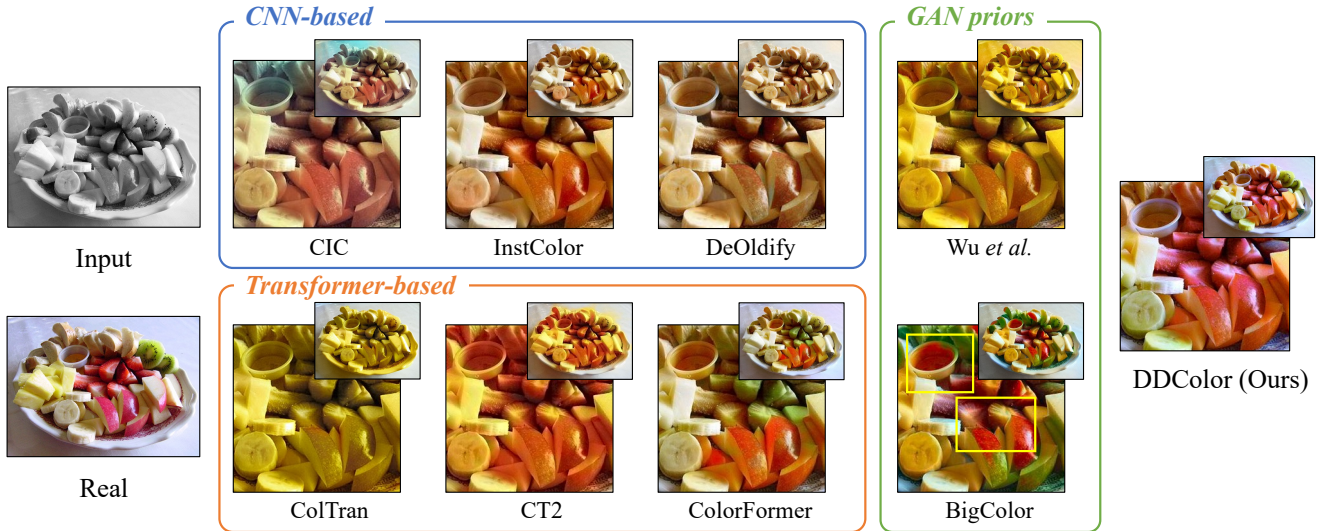 CNN-based
GAN priors
CIC
InstColor
DeOldify
Wu et al.
Input
Transformer-based
DDColor (Ours)
Real
ColTran
CT2
ColorFormer
BigColor